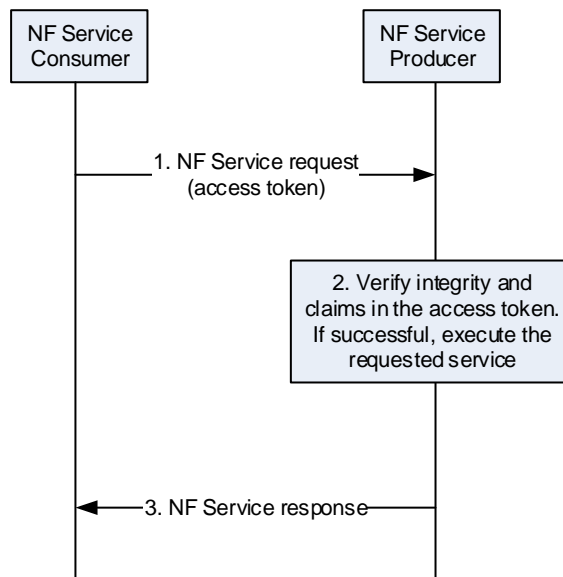 NF Service
Consumer
NF Service
Producer
1. NF Service request
(access token)
2. Verify integrity and
claims in the access token.
If successful, execute the
requested service
3. NF Service response